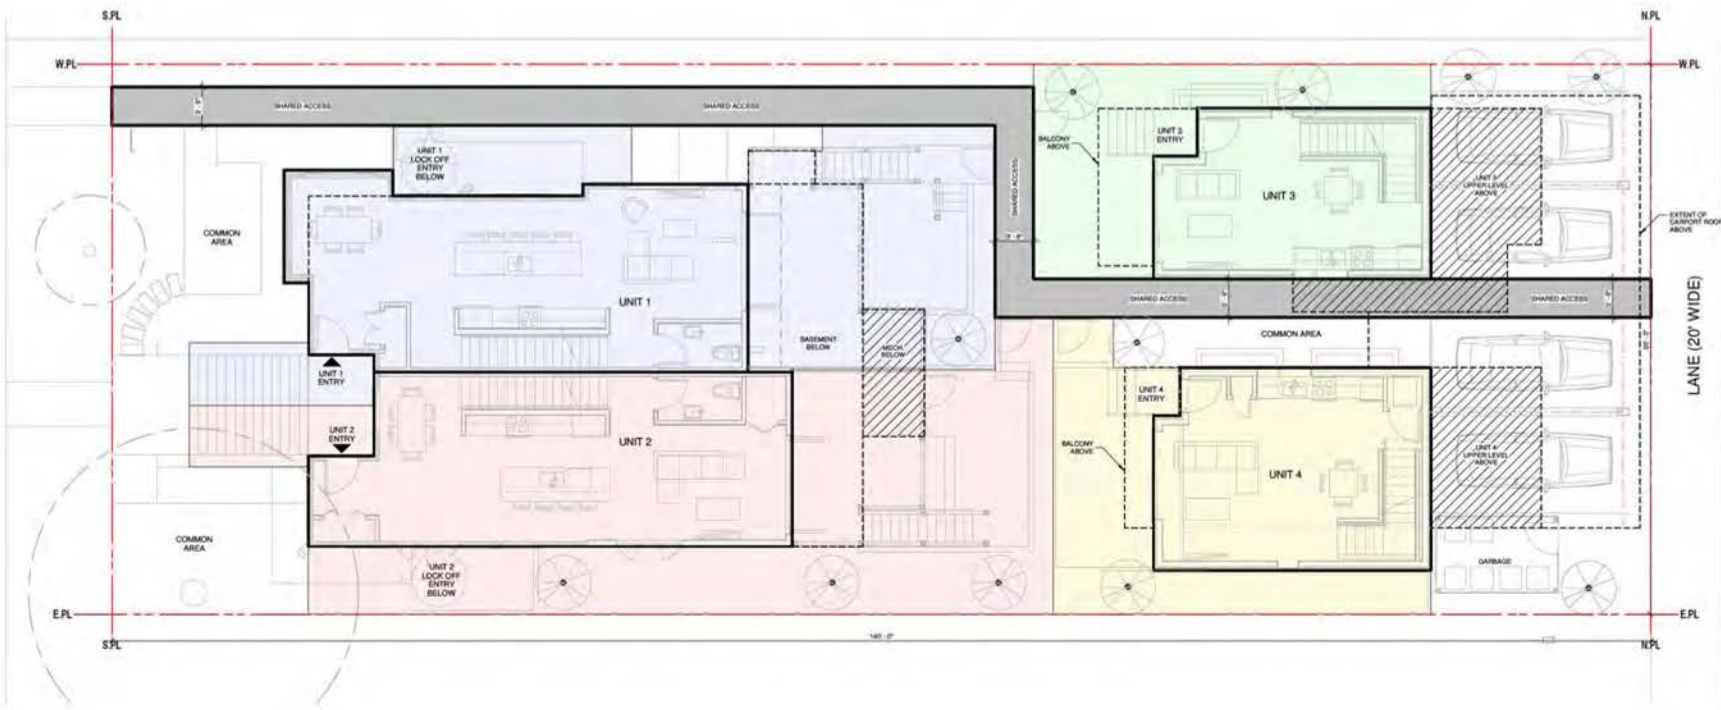 S.PL
N.PL
W.PL
W.PL
SHARED ACCESS
SHARED ACCESS
UNIT 1
LOCK OFF
ENTRY
BELOW
UNIT 3
ENTRY
BALCONY
ABOVE
UNIT 3
UNIT 3
UPPER LEVEL
ABOVE
SHARED ACCESS
EXTENT OF
CARPORT ROOF
ABOVE
COMMON
AREA
UNIT 1
SHARED ACCESS
SHARED ACCESS
COMMON AREA
BASEMENT
BELOW
MECH
BELOW
LANE (20' WIDE)
UNIT 1
ENTRY
UNIT 2
ENTRY
UNIT 2
UNIT 4
ENTRY
BALCONY
ABOVE
UNIT 4
UNIT 4
UPPER LEVEL
ABOVE
COMMON
AREA
UNIT 2
LOCK OFF
ENTRY
BELOW
GARBAGE
E.PL
E.PL
140' - 0"
S.PL
N.PL